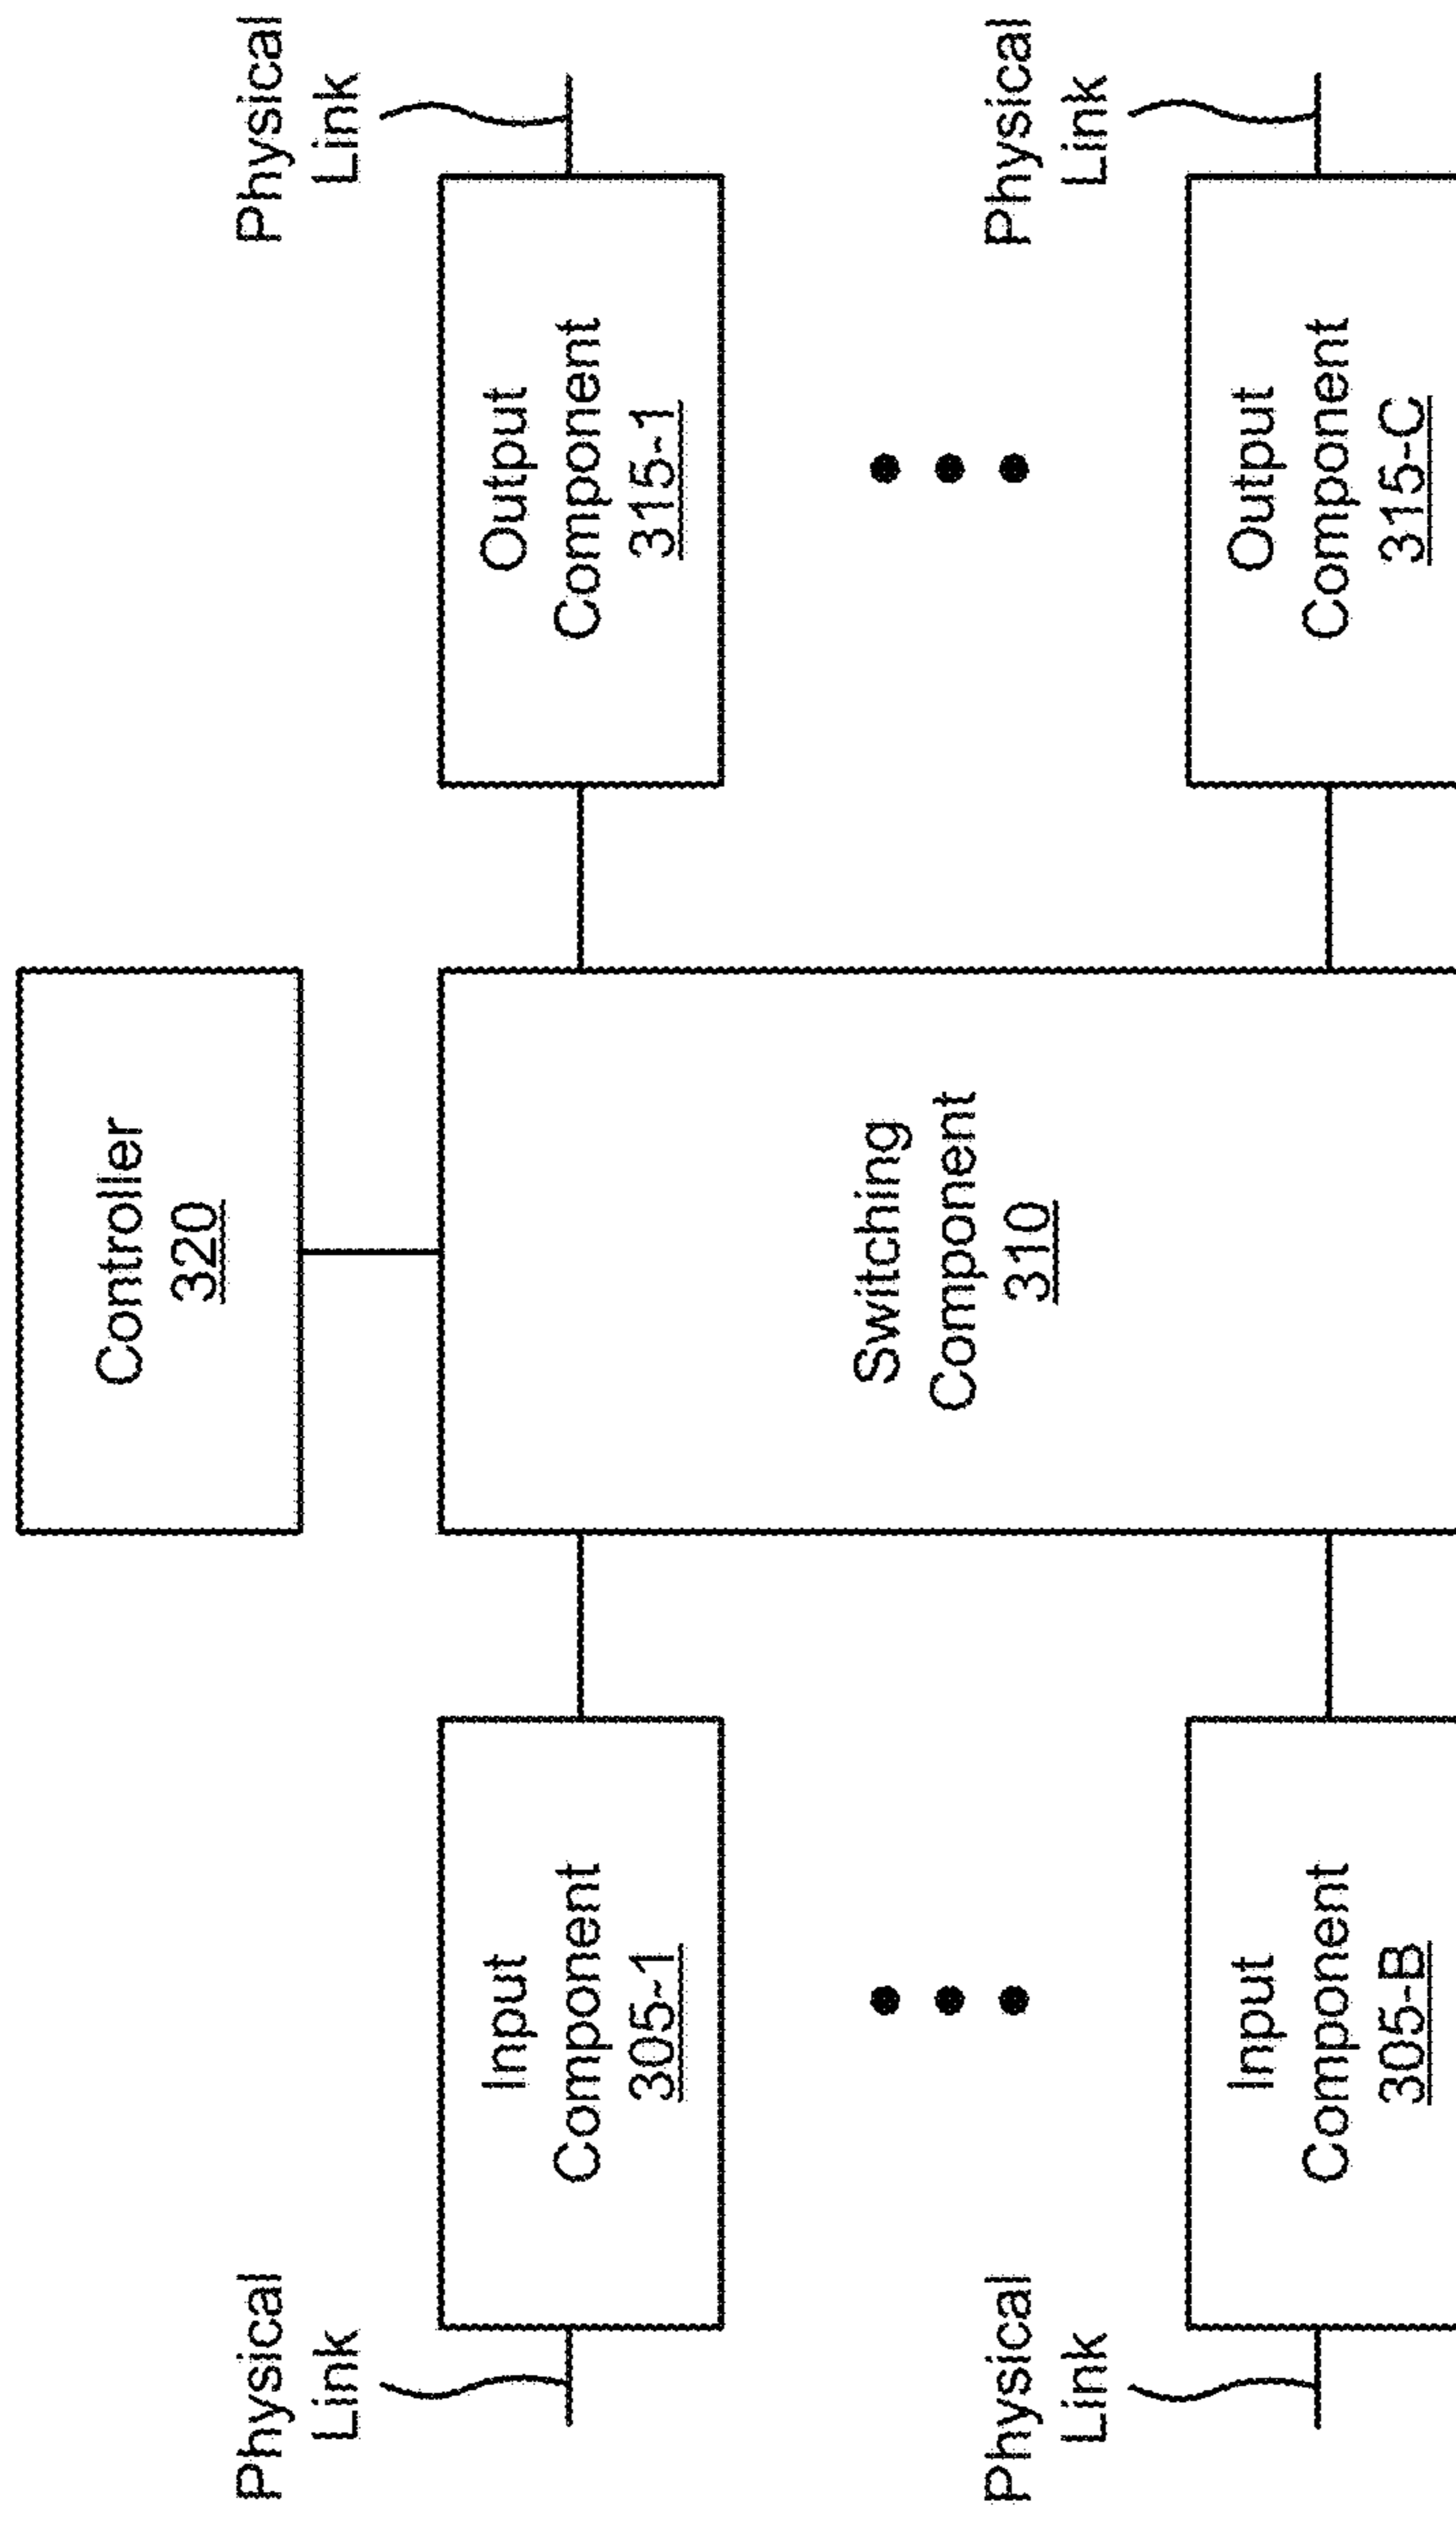 Controller
320
Physical
Link
Physical
Link
Input
Component
305-1
Switching
Component
310
Output
Component
315-1
Physical
Link
Physical
Link
Input
Component
305-B
Output
Component
315-C